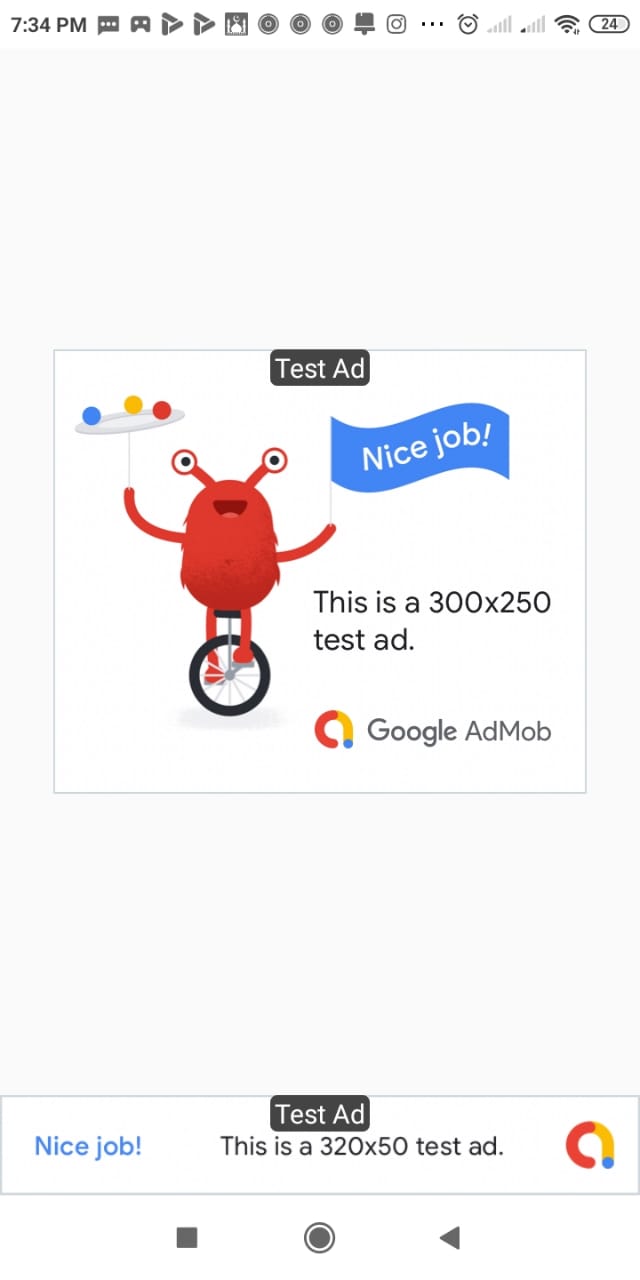 7:34 PM
24
Test Ad
Nice job!
This is a 300x250
test ad.
Google AdMob
Test Ad
Nice job!
This is a 320x50 test ad.